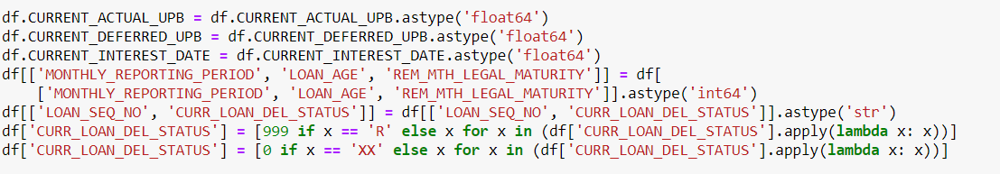 df.CURRENT_ACTUAL_UPB = df.CURRENT_ACTUAL_UPB.astype('float64')
df.CURRENT_DEFERRED_UPB = df.CURRENT_DEFERRED_UPB.astype('float64')
df.CURRENT_INTEREST_DATE = df.CURRENT_INTEREST_DATE.astype('float64')
df[['MONTHLY_REPORTING_PERIOD', 'LOAN_AGE', 'REM_MTH_LEGAL_MATURITY']] = df[
    ['MONTHLY_REPORTING_PERIOD', 'LOAN_AGE', 'REM_MTH_LEGAL_MATURITY']].astype('int64')
df[['LOAN_SEQ_NO', 'CURR_LOAN_DEL_STATUS']] = df[['LOAN_SEQ_NO', 'CURR_LOAN_DEL_STATUS']].astype('str')
df['CURR_LOAN_DEL_STATUS'] = [999 if x == 'R' else x for x in (df['CURR_LOAN_DEL_STATUS'].apply(lambda x: x))]
df['CURR_LOAN_DEL_STATUS'] = [0 if x == 'XX' else x for x in (df['CURR_LOAN_DEL_STATUS'].apply(lambda x: x))]